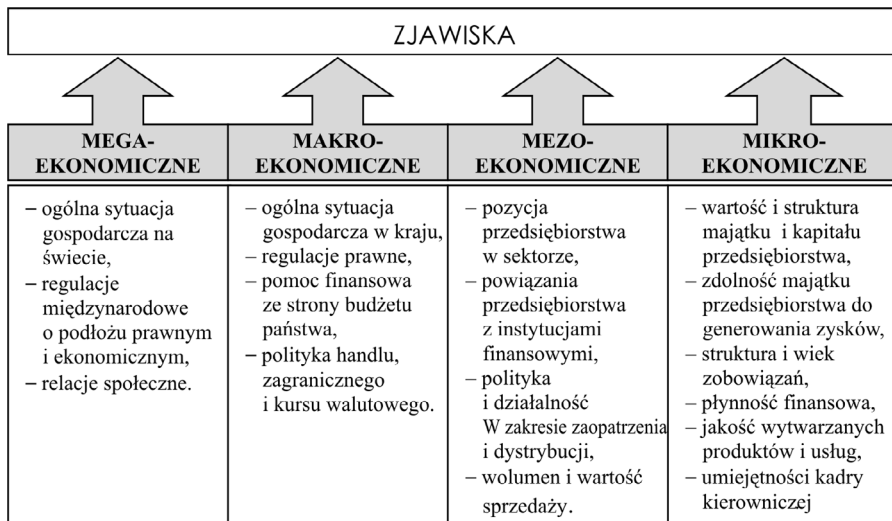 ZJAWISKA
MEGA-
EKONOMICZNE
– ogólna sytuacja
gospodarcza na
świecie,
– regulacje
międzynarodowe
o podłożu prawnym
i ekonomicznym,
– relacje społeczne.
MAKRO-
EKONOMICZNE
– ogólna sytuacja
gospodarcza w kraju,
– regulacje prawne,
– pomoc finansowa
ze strony budżetu
państwa,
– polityka handlu,
zagranicznego
i kursu walutowego.
MEZO-
EKONOMICZNE
– pozycja
przedsiębiorstwa
w sektorze,
– powiązania
przedsiębiorstwa
z instytucjami
finansowymi,
– polityka
i działalność
W zakresie zaopatrzenia
i dystrybucji,
– wolumen i wartość
sprzedaży.
MIKRO-
EKONOMICZNE
– wartość i struktura
majątku i kapitału
przedsiębiorstwa,
– zdolność majątku
przedsiębiorstwa do
generowania zysków,
– struktura i wiek
zobowiązań,
– płynność finansowa,
– jakość wytwarzanych
produktów i usług,
– umiejętności kadry
kierowniczej